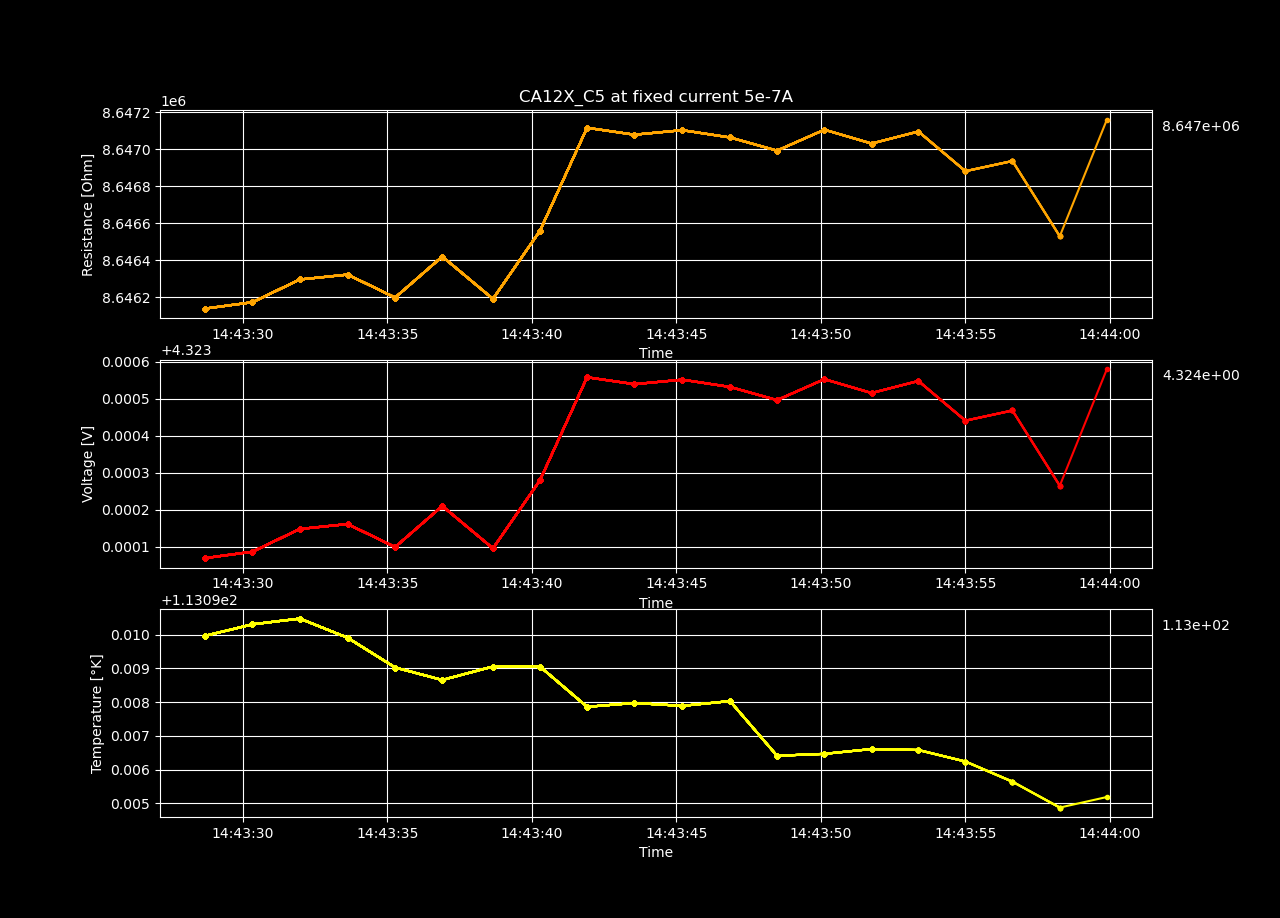 CA12X_C5 at fixed current 5e-7A
1e6
8.647e+06
8.6472
8.6470
8.6468
8.6466
8.6464
8.6462
Resistance [Ohm]
14:43:30 14:43:35 14:43:40 14:43:45 14:43:50 14:43:55 14:44:00
Time
+4.323
4.324e+00
0.0006
0.0005
0.0004
0.0003
0.0002
0.0001
Voltage [V]
14:43:30 14:43:35 14:43:40 14:43:45 14:43:50 14:43:55 14:44:00
Time
+1.1309e2
1.13e+02
0.010
0.009
0.008
0.007
0.006
0.005
Temperature [°K]
14:43:30 14:43:35 14:43:40 14:43:45 14:43:50 14:43:55 14:44:00
Time